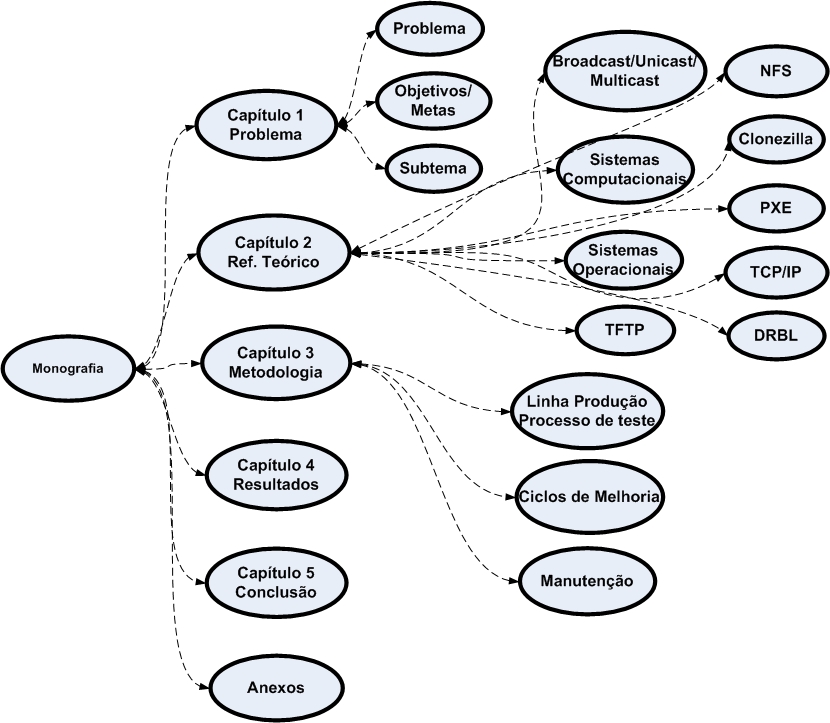 Monografia
Capítulo 1
Problema
Problema
Objetivos/
Metas
Subtema
Capítulo 2
Ref. Teórico
Broadcast/Unicast/
Multicast
Sistemas
Computacionais
Sistemas
Operacionais
TFTP
NFS
Clonezilla
PXE
TCP/IP
DRBL
Capítulo 3
Metodologia
Linha Produção
Processo de teste
Ciclos de Melhoria
Manutenção
Capítulo 4
Resultados
Capítulo 5
Conclusão
Anexos